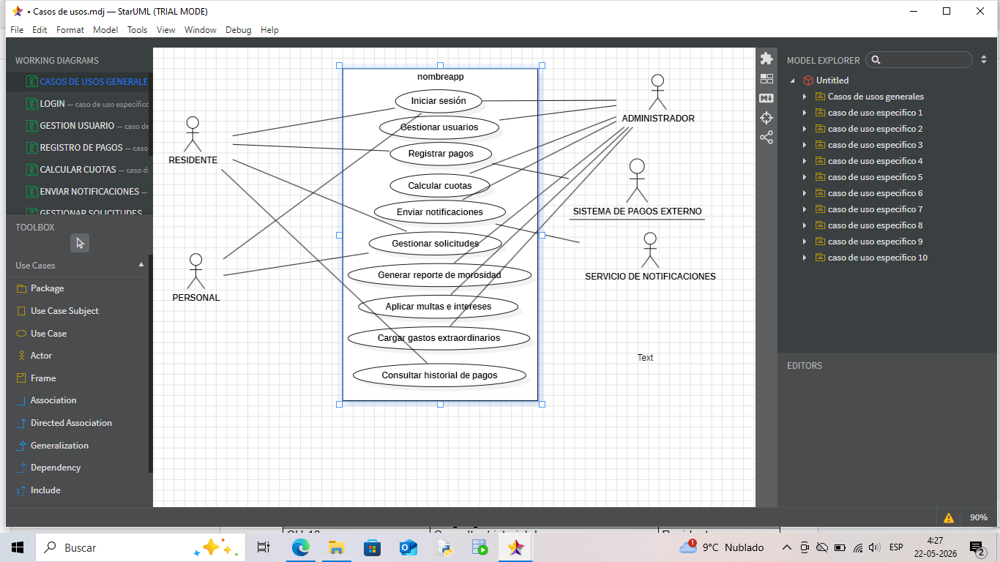 • Casos de usos.mdj — StarUML (TRIAL MODE)
File Edit Format Model Tools View Window Debug Help
WORKING DIAGRAMS
CASOS DE USOS GENERALE
LOGIN — caso de uso especifico
GESTION USUARIO — caso de
REGISTRO DE PAGOS — caso
CALCULAR CUOTAS — caso d
ENVIAR NOTIFICACIONES —
GESTIONAR SOLICITUDES
TOOLBOX
Use Cases
Package
Use Case Subject
Use Case
Actor
Frame
Association
Directed Association
Generalization
Dependency
Include
nombreapp
Iniciar sesión
Gestionar usuarios
Registrar pagos
Calcular cuotas
Enviar notificaciones
Gestionar solicitudes
Generar reporte de morosidad
Aplicar multas e intereses
Cargar gastos extraordinarios
Consultar historial de pagos
RESIDENTE
PERSONAL
ADMINISTRADOR
SISTEMA DE PAGOS EXTERNO
SERVICIO DE NOTIFICACIONES
Text
MODEL EXPLORER
Untitled
Casos de usos generales
caso de uso especifico 1
caso de uso especifico 2
caso de uso especifico 3
caso de uso especifico 4
caso de uso especifico 5
caso de uso especifico 6
caso de uso especifico 7
caso de uso especifico 8
caso de uso especifico 9
caso de uso especifico 10
EDITORS
90%
Buscar
1
9°C Nublado
ESP
4:27
22-05-2026
2